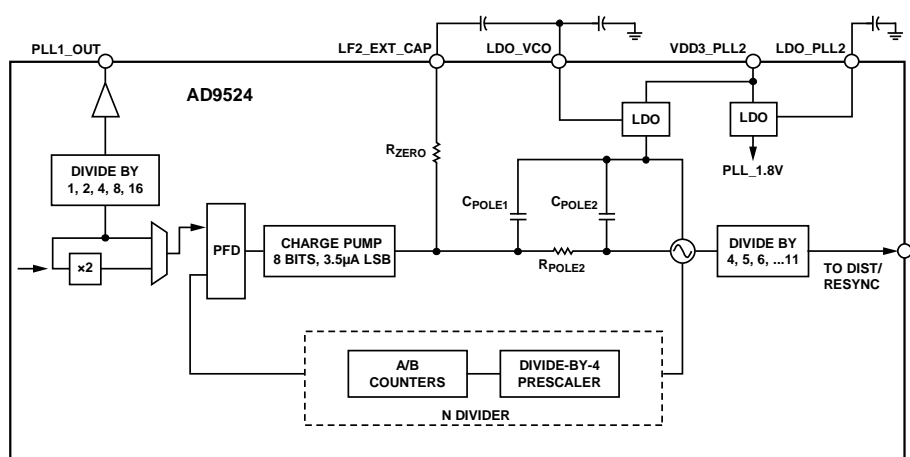 PLL1_OUT
LF2_EXT_CAP
LDO_VCO
VDD3_PLL2
LDO_PLL2
AD9524
LDO
LDO
RZERO
PLL_1.8V
DIVIDE BY
1, 2, 4, 8, 16
CPOLE1
CPOLE2
×2
PFD
CHARGE PUMP
8 BITS, 3.5µA LSB
RPOLE2
DIVIDE BY
4, 5, 6, ...11
TO DIST/
RESYNC
A/B
COUNTERS
DIVIDE-BY-4
PRESCALER
N DIVIDER